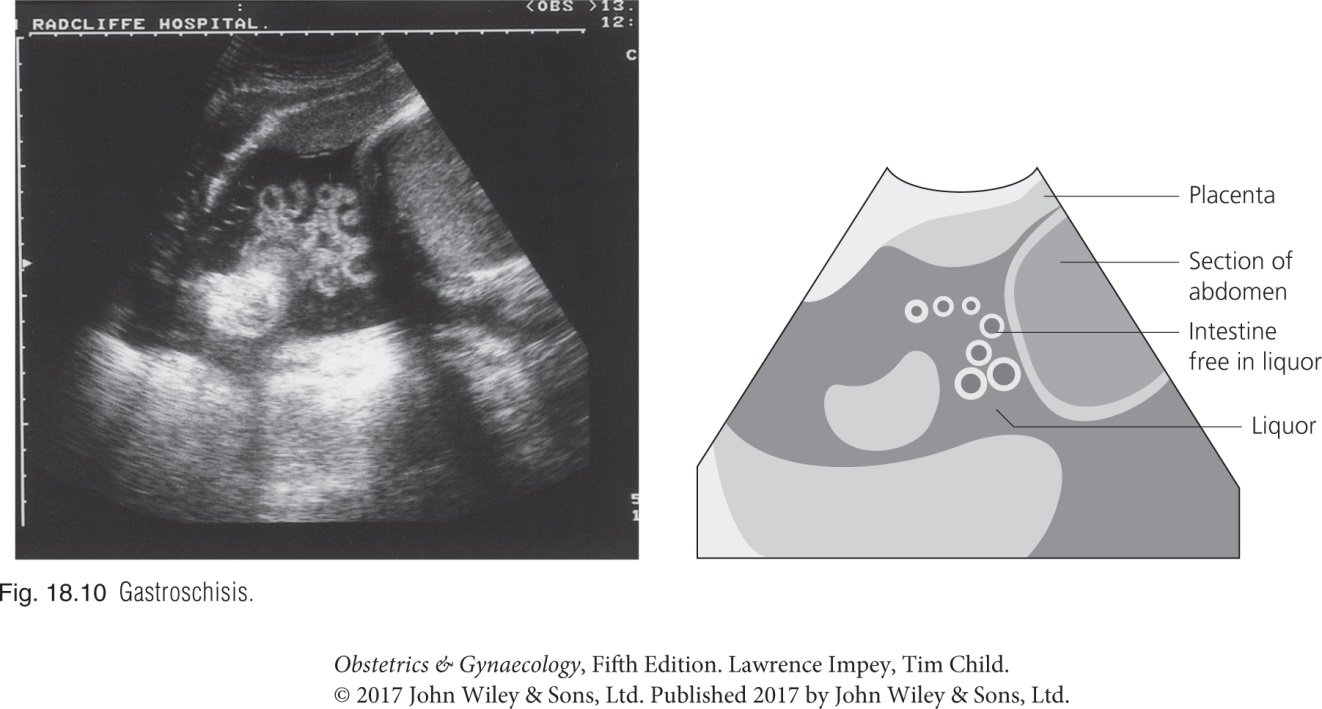 <OBS >13.
RADCLIFFE HOSPITAL.
12:
C
5
1
Placenta
Section of
abdomen
Intestine
free in liquor
Liquor
Fig. 18.10 Gastroschisis.
Obstetrics & Gynaecology, Fifth Edition. Lawrence Impey, Tim Child.
© 2017 John Wiley & Sons, Ltd. Published 2017 by John Wiley & Sons, Ltd.